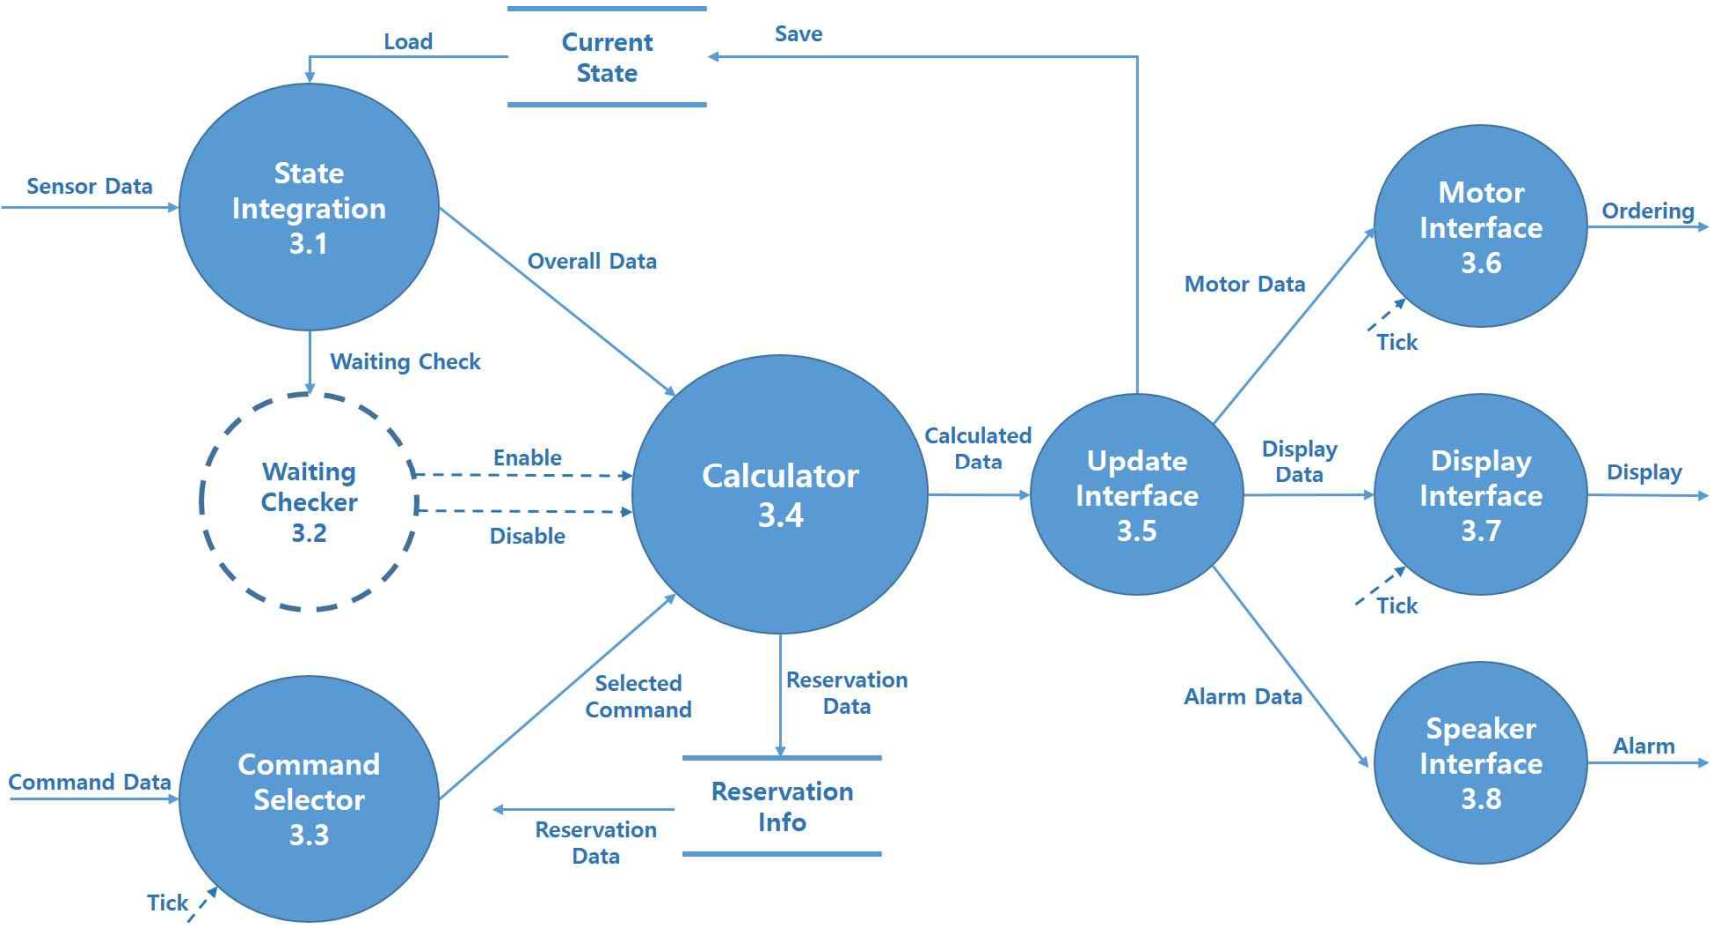 Load
Current
State
Save
Sensor Data
State
Integration
3.1
Overall Data
Motor
Interface
3.6
Ordering
Motor Data
Tick
Waiting Check
Waiting
Checker
3.2
Enable
Disable
Calculator
3.4
Calculated
Data
Update
Interface
3.5
Display
Data
Display
Interface
3.7
Display
Tick
Selected
Command
Reservation
Data
Alarm Data
Speaker
Interface
3.8
Alarm
Command Data
Command
Selector
3.3
Reservation
Info
Reservation
Data
Tick